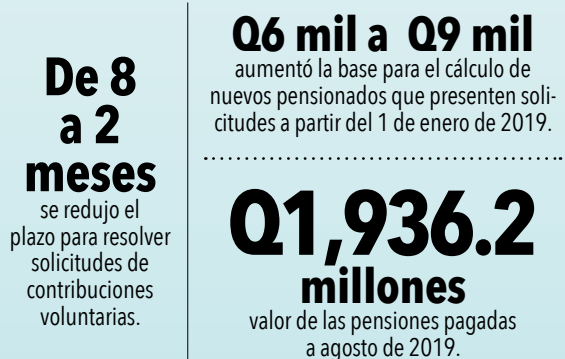 De 8
a 2
meses
se redujo el
plazo para resolver
solicitudes de
contribuciones
voluntarias.
Q6 mil a Q9 mil
aumentó la base para el cálculo de
nuevos pensionados que presenten soli-
citudes a partir del 1 de enero de 2019.
Q1,936.2
millones
valor de las pensiones pagadas
a agosto de 2019.